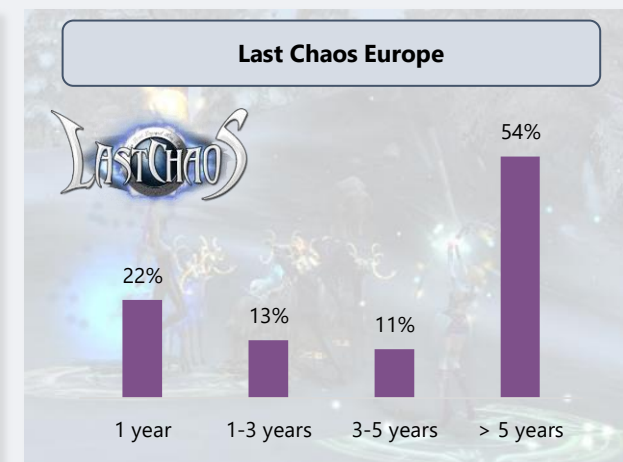 Last Chaos Europe
LASTCHAOS
54%
22%
13%
11%
1 year 1-3 years 3-5 years > 5 years